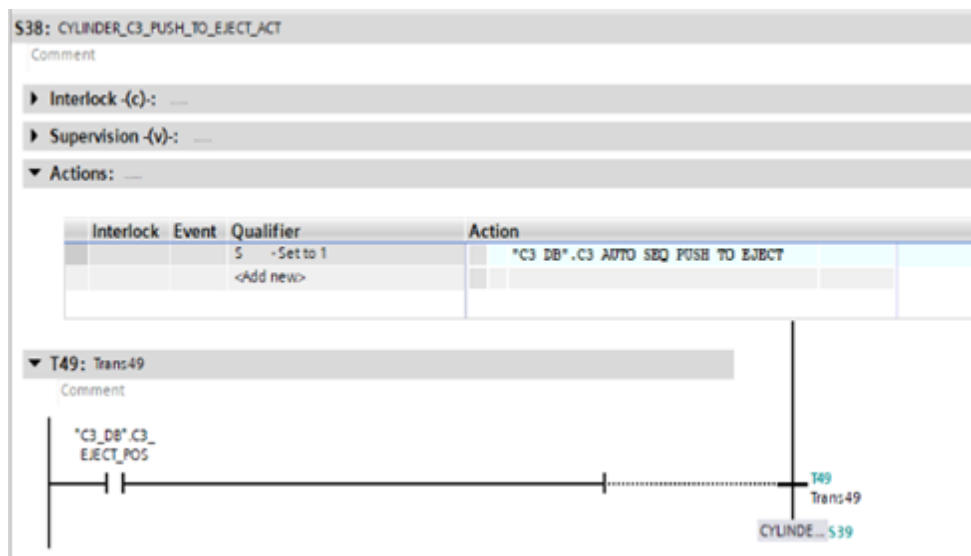 S38: CYLINDER_C3_PUSH_TO_EJECT_ACT
Comment
Interlock -(c)-: ....
Supervision -(v)-: ....
Actions: ....
Interlock Event Qualifier Action
S - Set to 1 "C3 DB".C3 AUTO SEQ PUSH TO EJECT
<Add new>
T49: Trans49
Comment
"C3_DB".C3_
EJECT_POS
T49
Trans49
CYLINDE... S39